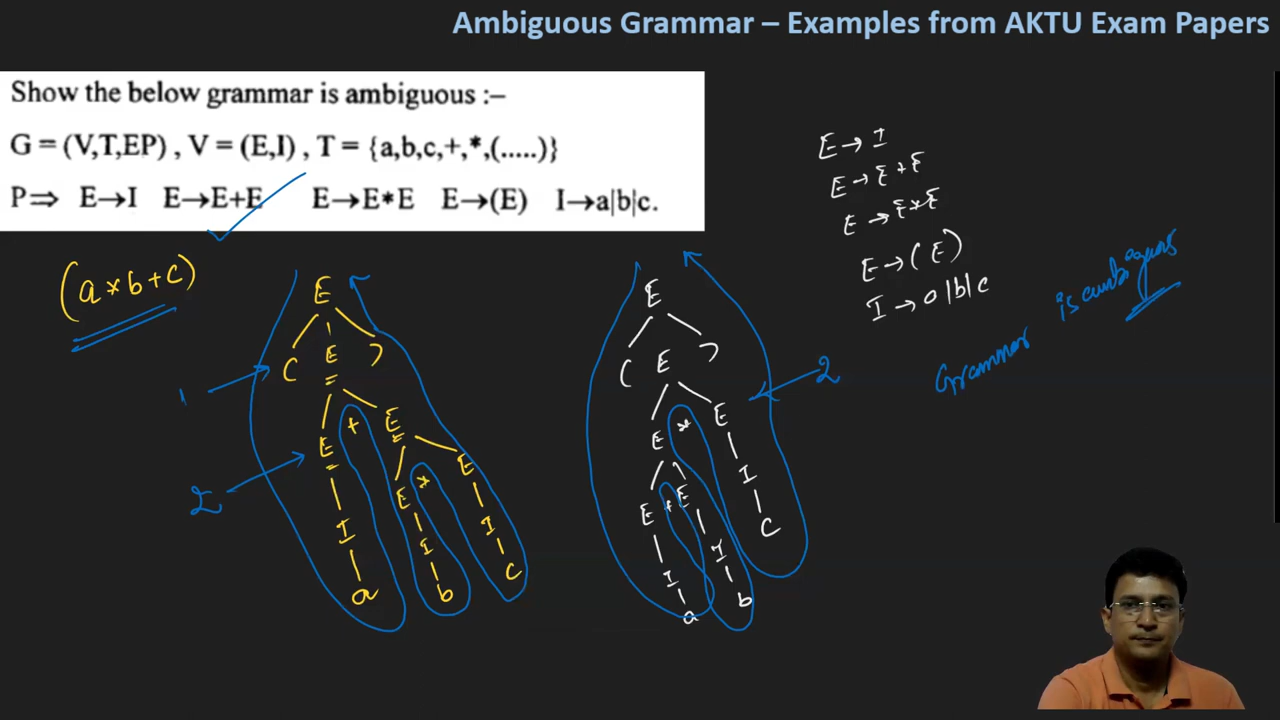 Ambiguous Grammar – Examples from AKTU Exam Papers
Show the below grammar is ambiguous :–
G = (V,T,EP) , V = (E,I) , T = {a,b,c,+,*,(.....)}
P⇒ E→I E→E+E E→E*E E→(E) I→a|b|c.
E → I
E → E + E
E → E * E
E → ( E )
I → a | b | c
(a * b + c)
Grammar is ambiguous
E
( E )
E + E
E * E
I I I
a b c
1
2
E
( E )
E * E
E + E I
I I c
a b
2